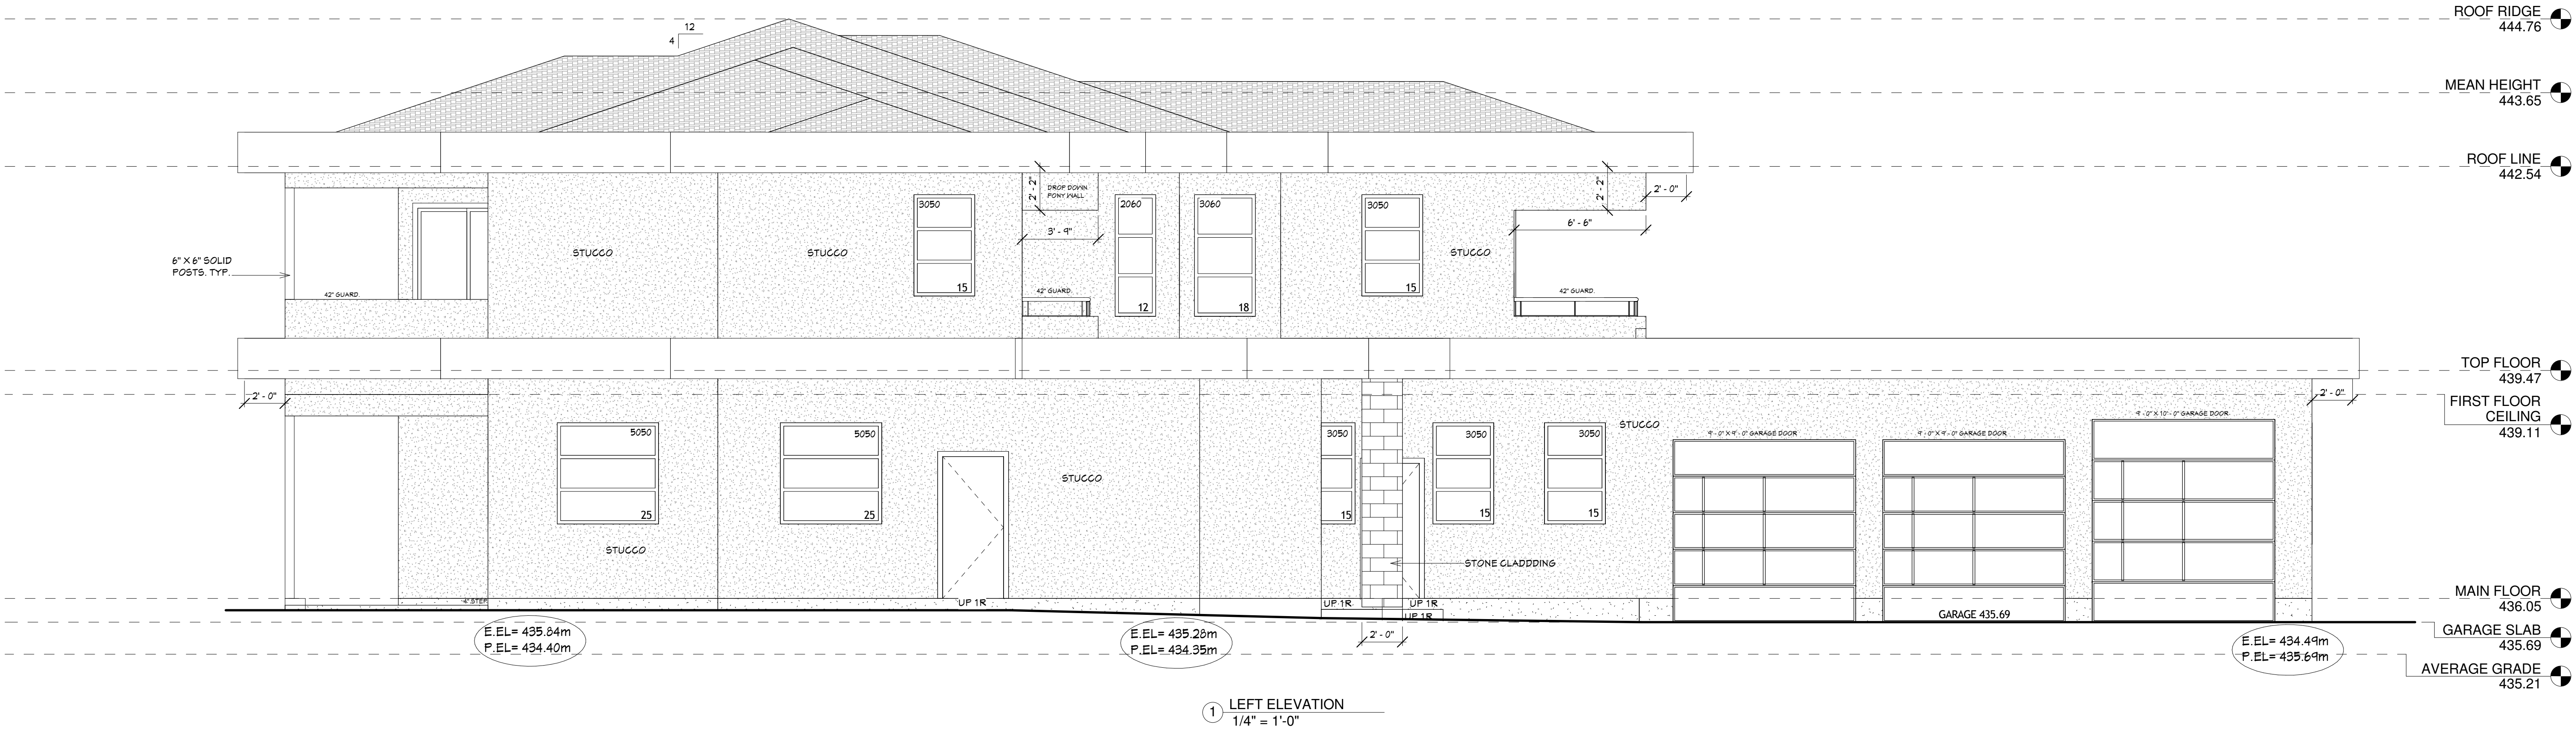 ROOF RIDGE
444.76
12
4
MEAN HEIGHT
443.65
ROOF LINE
442.54
2' - 2"
DROP DOWN
PONY WALL
2' - 2"
2' - 0"
3050
2060
3060
3050
6' - 6"
3' - 9"
STUCCO
STUCCO
STUCCO
6" X 6" SOLID
POSTS. TYP.
42" GUARD.
15
42" GUARD.
12
18
15
42" GUARD.
TOP FLOOR
439.47
2' - 0"
2' - 0"
FIRST FLOOR
CEILING
439.11
9' - 0" X 10' - 0" GARAGE DOOR
STUCCO
5050
5050
3050
3050
3050
9' - 0" X 9' - 0" GARAGE DOOR
9' - 0" X 9' - 0" GARAGE DOOR
STUCCO
25
25
15
15
15
STUCCO
STONE CLADDDING
4" STEP
UP 1R
UP 1R
UP 1R
UP 1R
GARAGE 435.69
MAIN FLOOR
436.05
E.EL= 435.84m
P.EL= 434.40m
E.EL= 435.28m
P.EL= 434.35m
2' - 0"
E.EL= 434.49m
P.EL= 435.69m
GARAGE SLAB
435.69
AVERAGE GRADE
435.21
1
LEFT ELEVATION
1/4" = 1'-0"